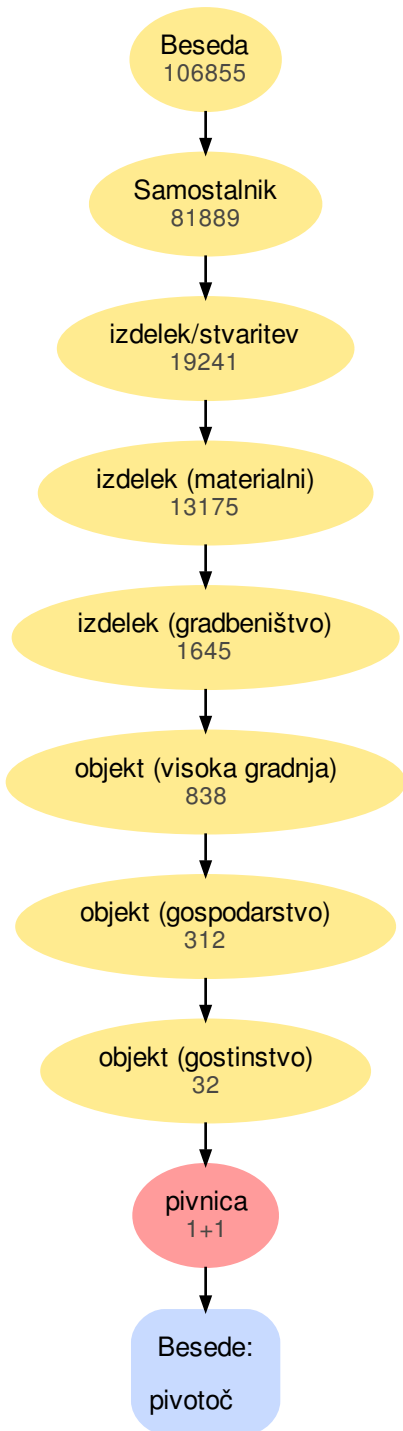 Beseda
106855
Samostalnik
81889
izdelek/stvaritev
19241
izdelek (materialni)
13175
izdelek (gradbeništvo)
1645
objekt (visoka gradnja)
838
objekt (gospodarstvo)
312
objekt (gostinstvo)
32
pivnica
1+1
Besede:
pivotoč